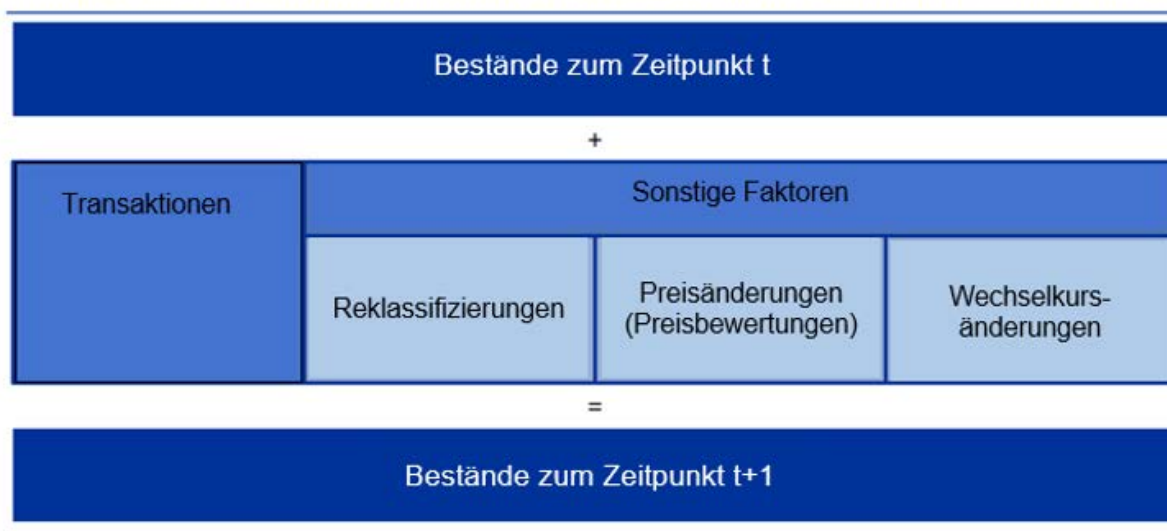 Bestände zum Zeitpunkt t
+
Transaktionen
Sonstige Faktoren
Reklassifizierungen
Preisänderungen
(Preisbewertungen)
Wechselkurs-
änderungen
=
Bestände zum Zeitpunkt t+1